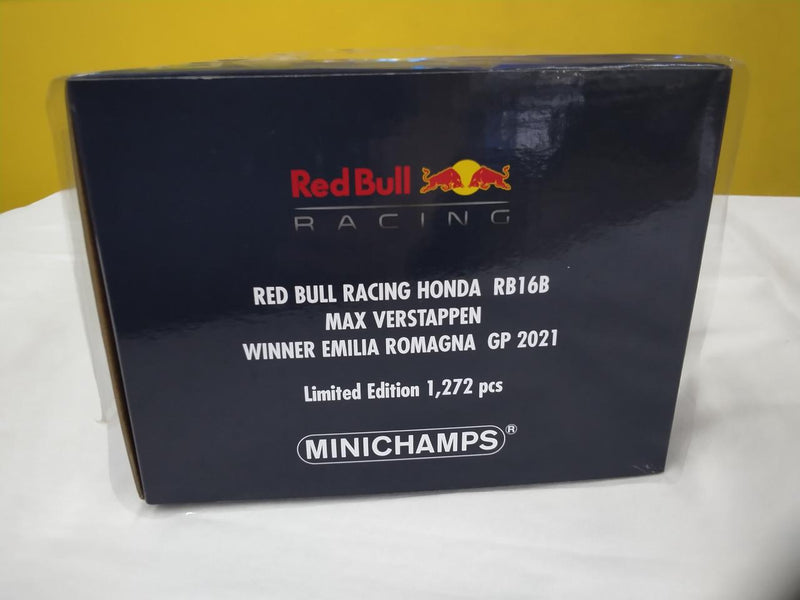 Red Bull
RACING
RED BULL RACING HONDA RB16B
MAX VERSTAPPEN
WINNER EMILIA ROMAGNA GP 2021
Limited Edition 1,272 pcs
MINICHAMPS®